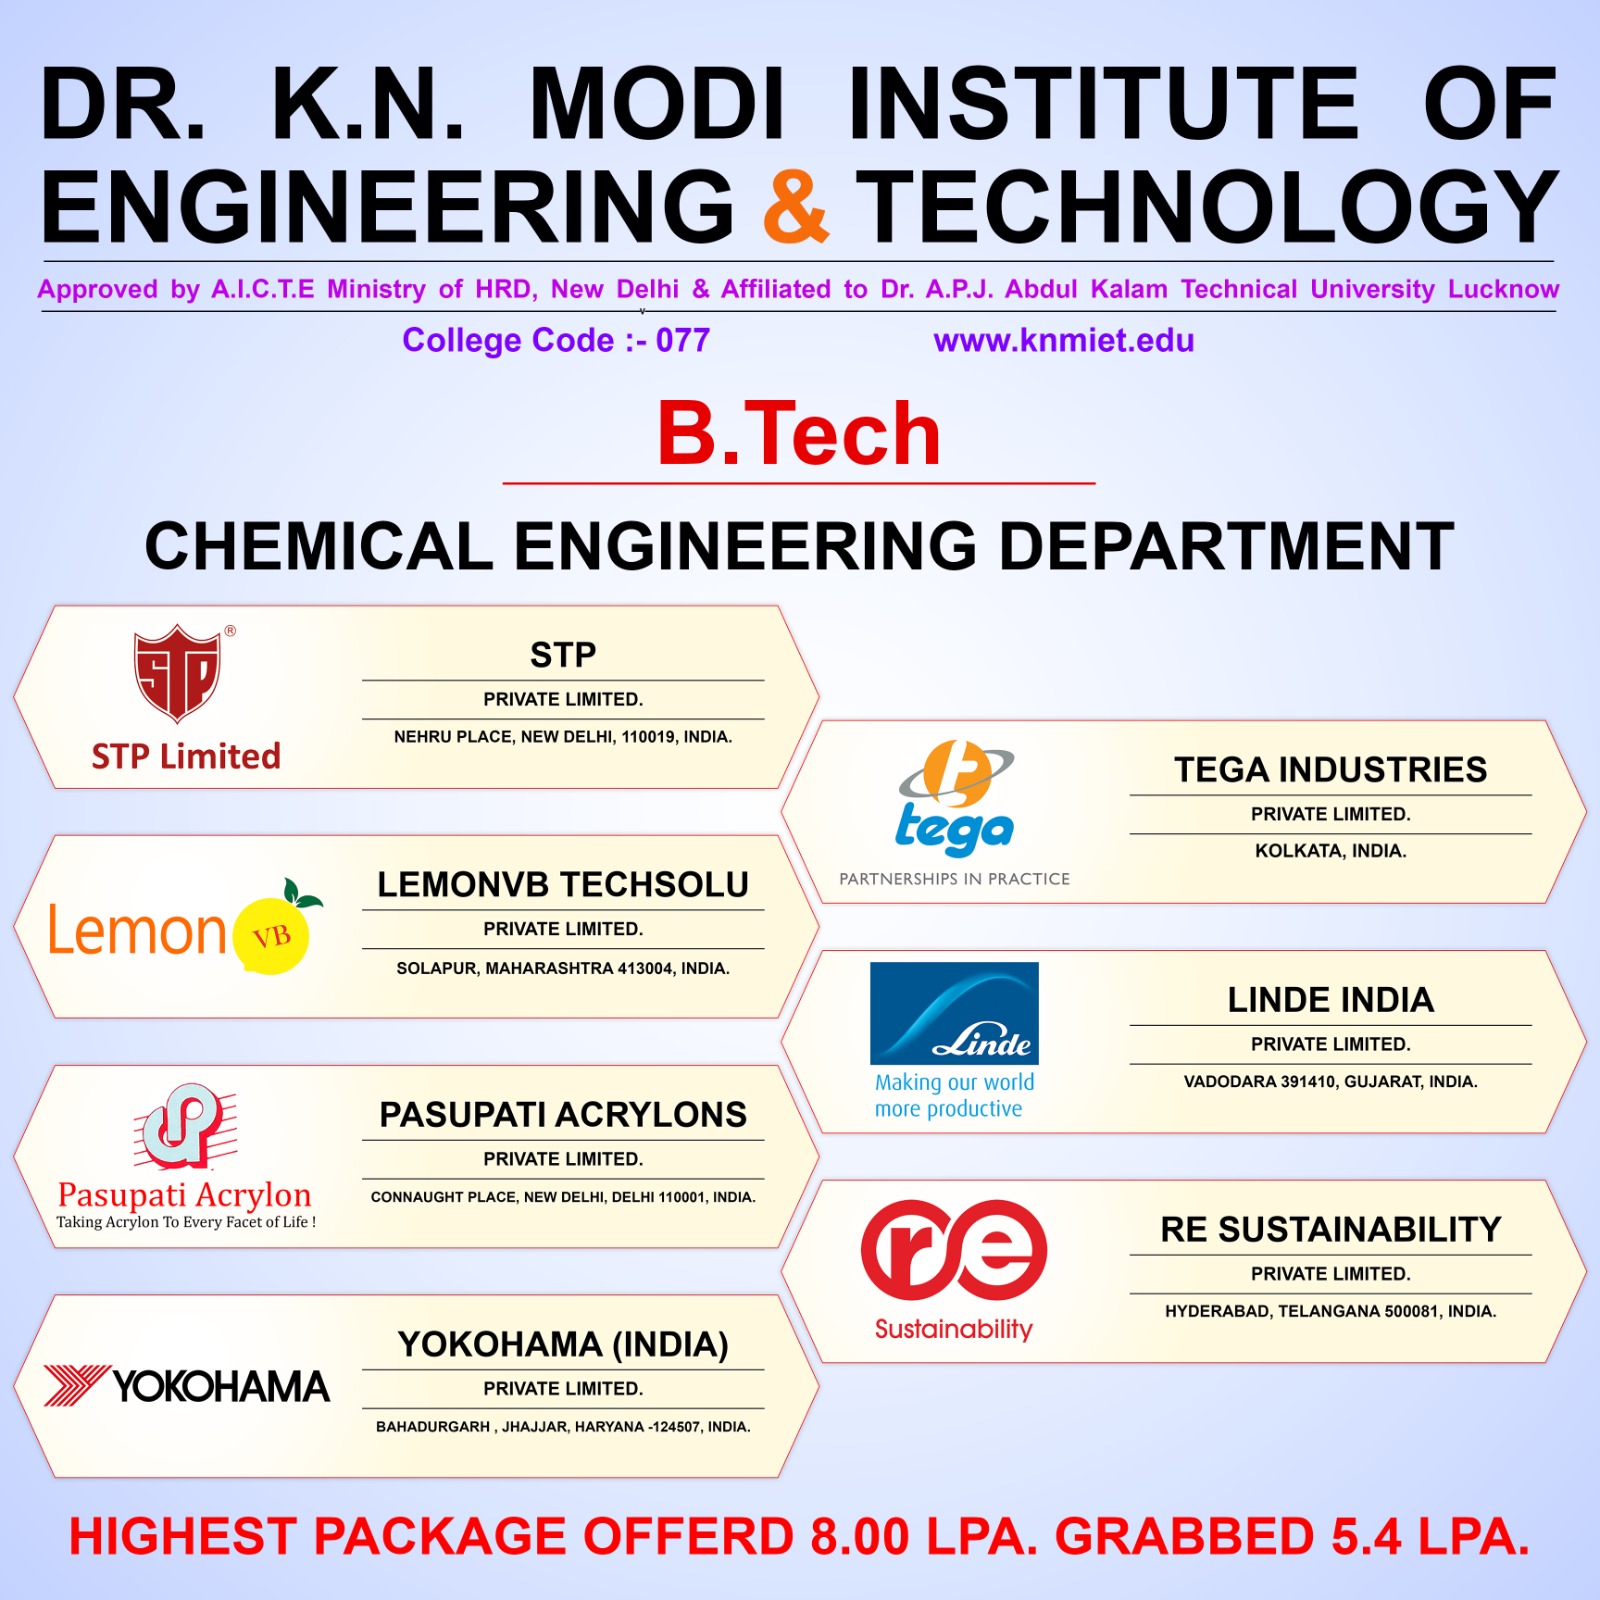 DR. K.N. MODI INSTITUTE OF
ENGINEERING & TECHNOLOGY
Approved by A.I.C.T.E Ministry of HRD, New Delhi & Affiliated to Dr. A.P.J. Abdul Kalam Technical University Lucknow
v
College Code :- 077 www.knmiet.edu
B.Tech
CHEMICAL ENGINEERING DEPARTMENT
STP ®
STP Limited
STP
PRIVATE LIMITED.
NEHRU PLACE, NEW DELHI, 110019, INDIA.
t
tega
PARTNERSHIPS IN PRACTICE
TEGA INDUSTRIES
PRIVATE LIMITED.
KOLKATA, INDIA.
Lemon VB
LEMONVB TECHSOLU
PRIVATE LIMITED.
SOLAPUR, MAHARASHTRA 413004, INDIA.
Linde
Making our world
more productive
LINDE INDIA
PRIVATE LIMITED.
VADODARA 391410, GUJARAT, INDIA.
Pasupati Acrylon
Taking Acrylon To Every Facet of Life !
PASUPATI ACRYLONS
PRIVATE LIMITED.
CONNAUGHT PLACE, NEW DELHI, DELHI 110001, INDIA.
re
Sustainability
RE SUSTAINABILITY
PRIVATE LIMITED.
HYDERABAD, TELANGANA 500081, INDIA.
YOKOHAMA
YOKOHAMA (INDIA)
PRIVATE LIMITED.
BAHADURGARH , JHAJJAR, HARYANA -124507, INDIA.
HIGHEST PACKAGE OFFERD 8.00 LPA. GRABBED 5.4 LPA.